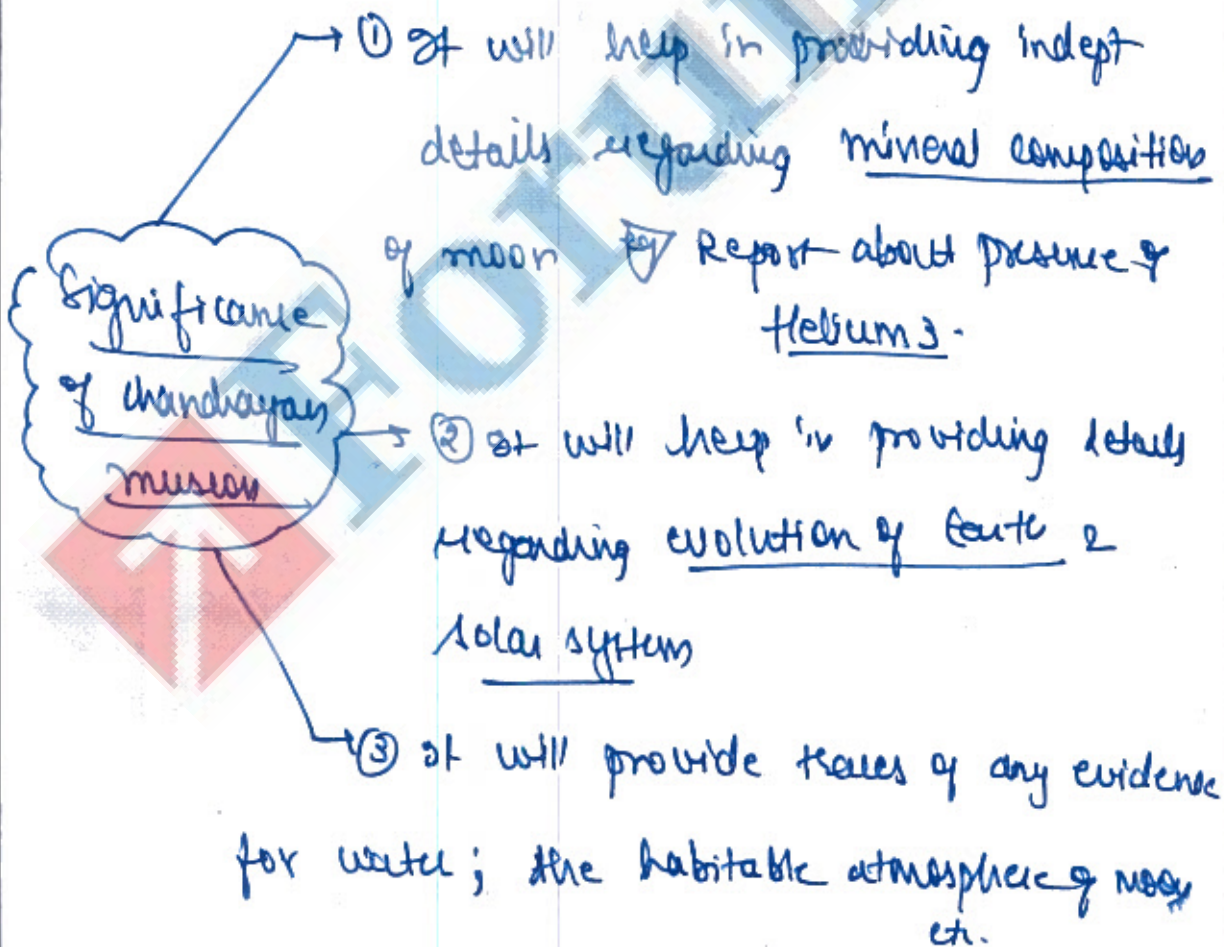 ① It will help in providing indept
details regarding mineral composition
of moon eg Report about presence of
Helium 3.
Significance
of chandrayan
mission
② It will help in providing details
regarding evolution of Earth &
solar system
③ It will provide traces of any evidence
for water; the habitable atmosphere of moon
etc.
Forum